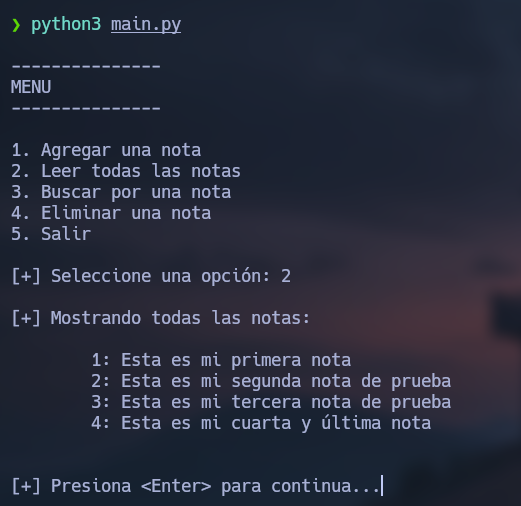 ❯ python3 main.py
---------------
MENU
---------------
1. Agregar una nota
2. Leer todas las notas
3. Buscar por una nota
4. Eliminar una nota
5. Salir
[+] Seleccione una opción: 2
[+] Mostrando todas las notas:
1: Esta es mi primera nota
2: Esta es mi segunda nota de prueba
3: Esta es mi tercera nota de prueba
4: Esta es mi cuarta y última nota
[+] Presiona <Enter> para continua...